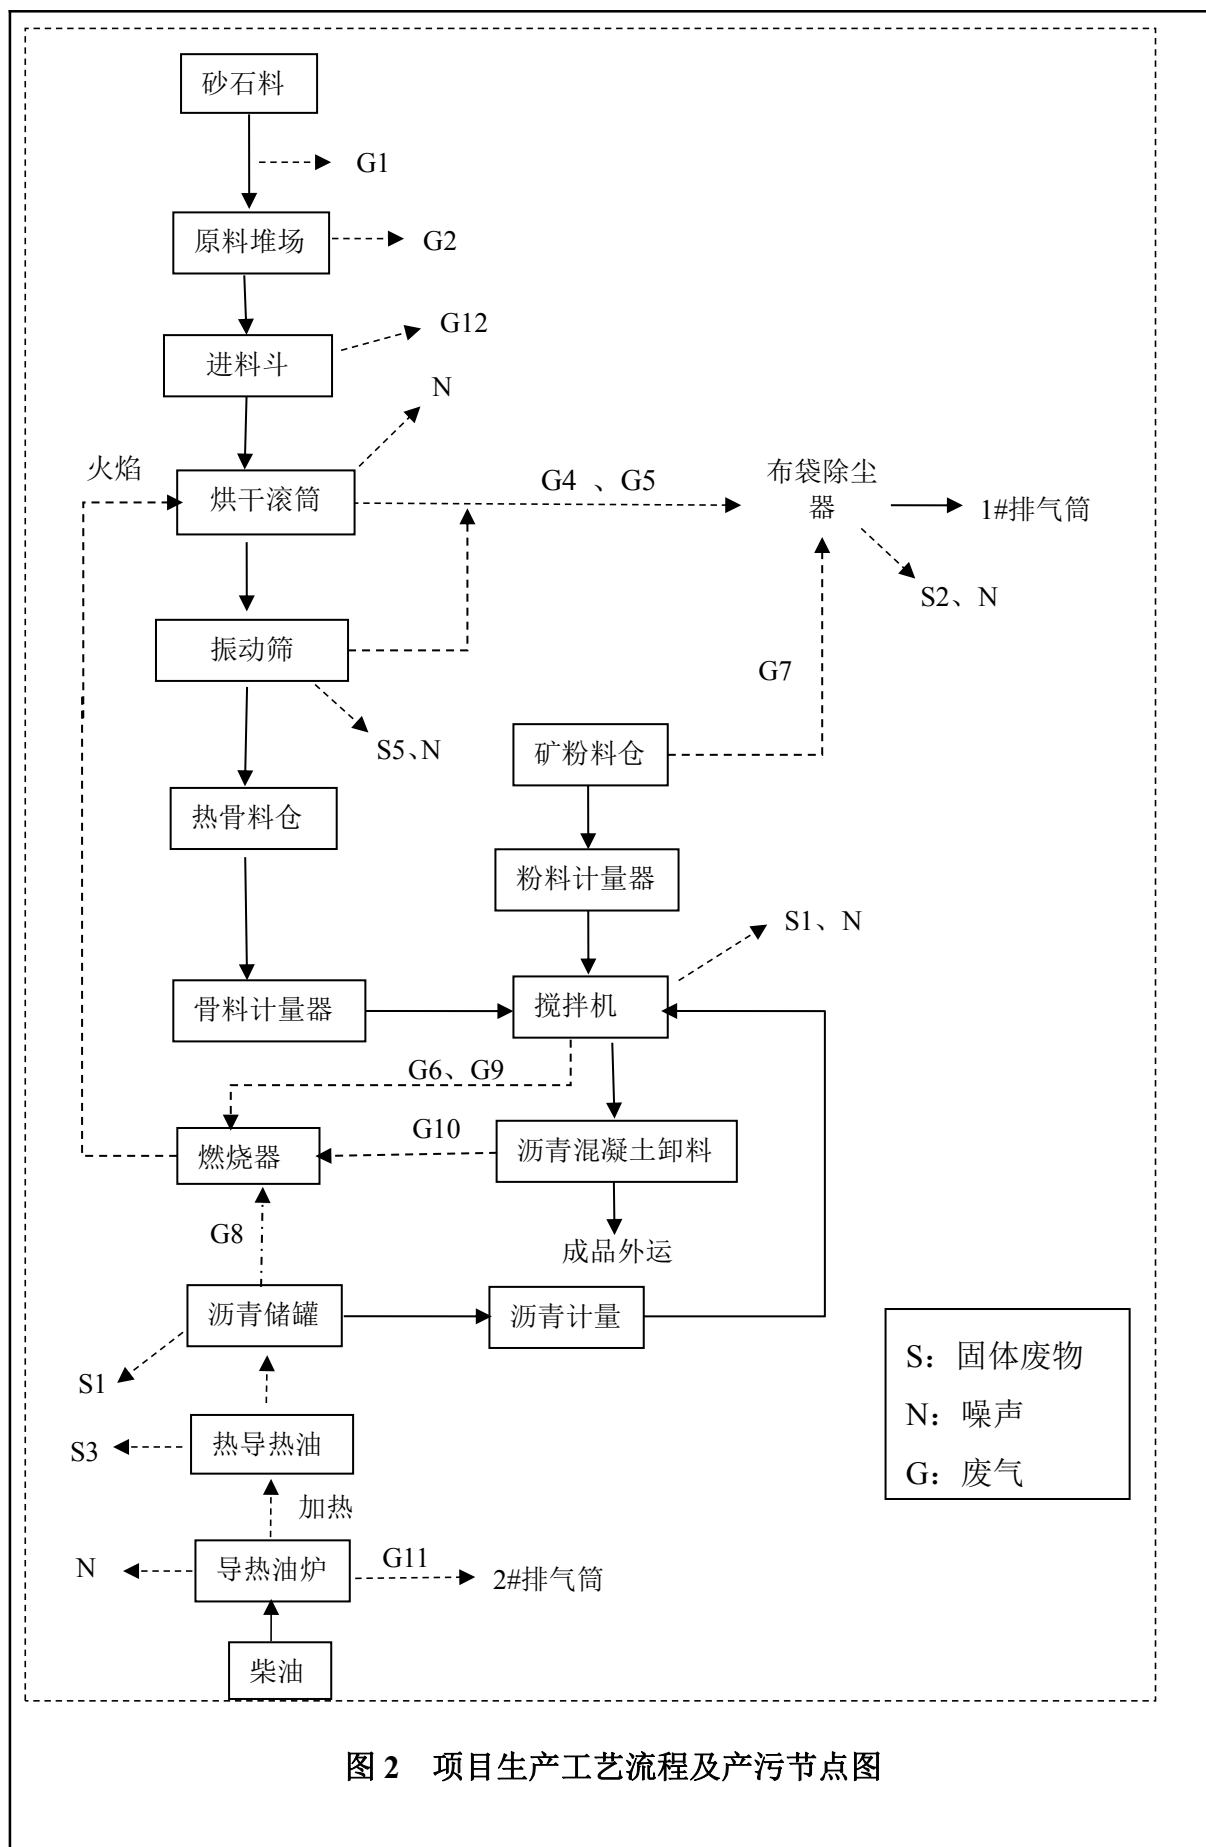 砂石料
G1
原料堆场
G2
G12
进料斗
N
火焰
烘干滚筒
G4 、G5
布袋除尘
器
1#排气筒
S2、N
振动筛
S5、N
G7
矿粉料仓
热骨料仓
粉料计量器
S1、N
骨料计量器
搅拌机
G6、G9
G10
燃烧器
沥青混凝土卸料
G8
成品外运
沥青储罐
沥青计量
S1
S：固体废物
N：噪声
G：废气
热导热油
S3
加热
N
导热油炉
G11
2#排气筒
柴油
图 2 项目生产工艺流程及产污节点图